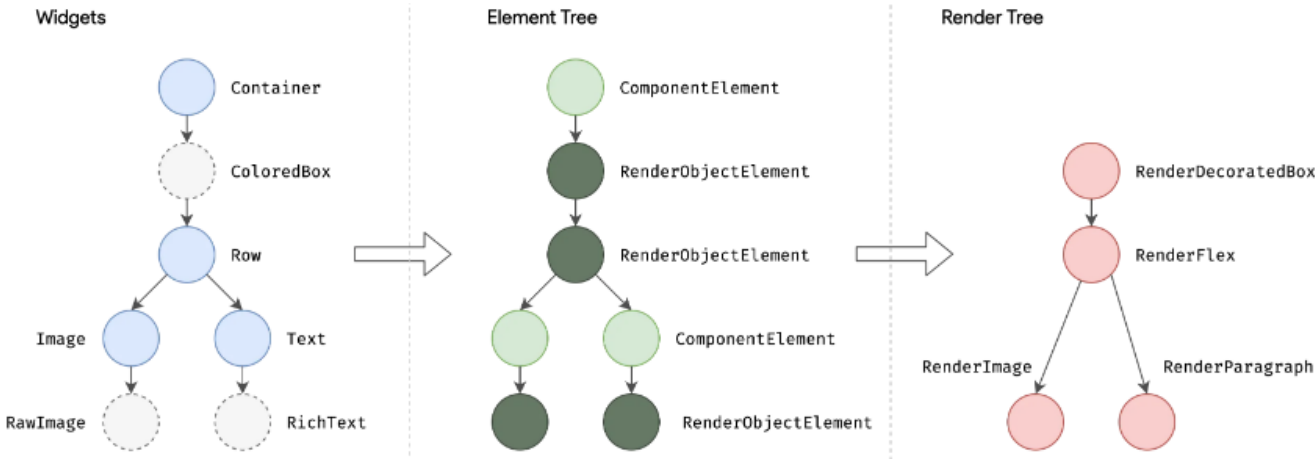 Widgets
Element Tree
Render Tree
Container
ColoredBox
Row
Image
Text
RawImage
RichText
ComponentElement
RenderObjectElement
RenderObjectElement
ComponentElement
RenderObjectElement
RenderDecoratedBox
RenderFlex
RenderImage
RenderParagraph